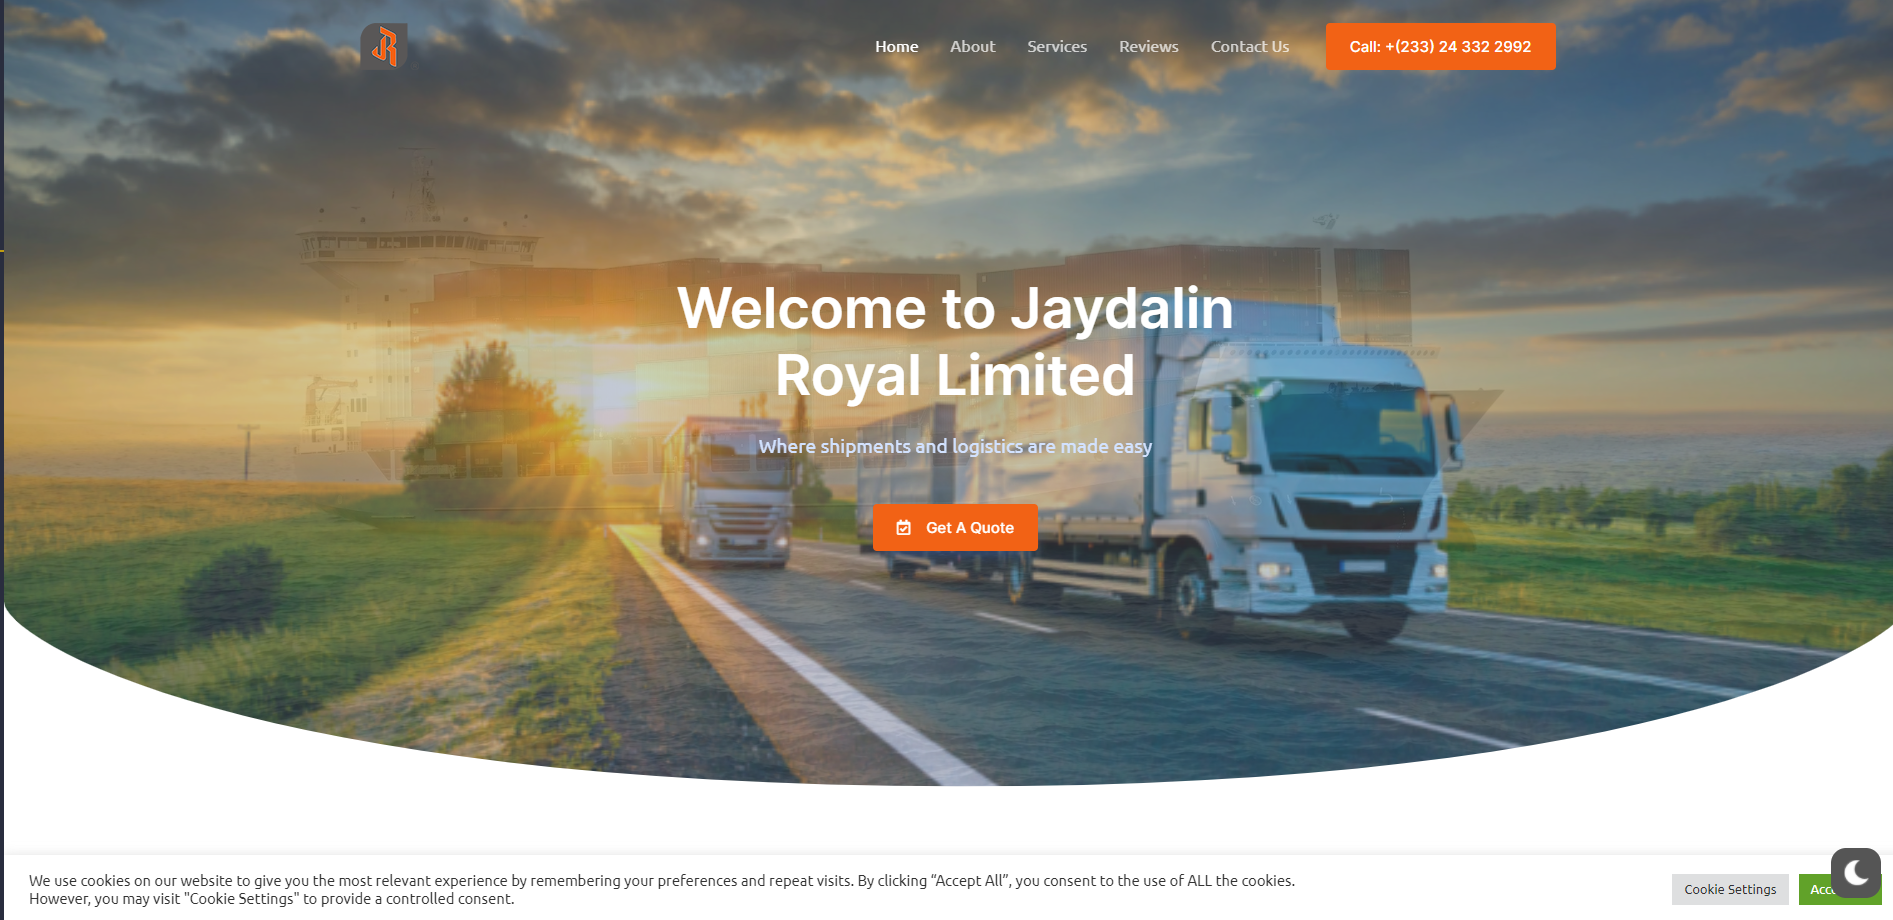 Home About Services Reviews Contact Us Call: +(233) 24 332 2992
Welcome to Jaydalin
Royal Limited
Where shipments and logistics are made easy
Get A Quote
We use cookies on our website to give you the most relevant experience by remembering your preferences and repeat visits. By clicking “Accept All”, you consent to the use of ALL the cookies.
However, you may visit "Cookie Settings" to provide a controlled consent.
Cookie Settings